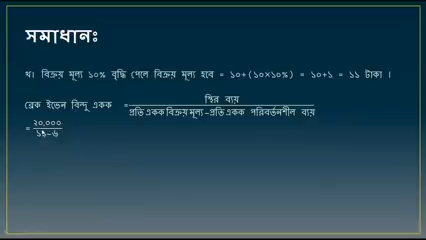 সমাধানঃ
থ। বিক্রয় মূল্য ১০% বৃদ্ধি পেলে বিক্রয় মূল্য হবে = ১০+(১০×১০%) = ১০+১ = ১১ টাকা ।
স্থির ব্যয়
ব্রেক ইভেন বিন্দু একক =
প্রতি একক বিক্রয় মূল্য-প্রতি একক পরিবর্তনশীল ব্যয়
২০,০০০
=
১১-৬